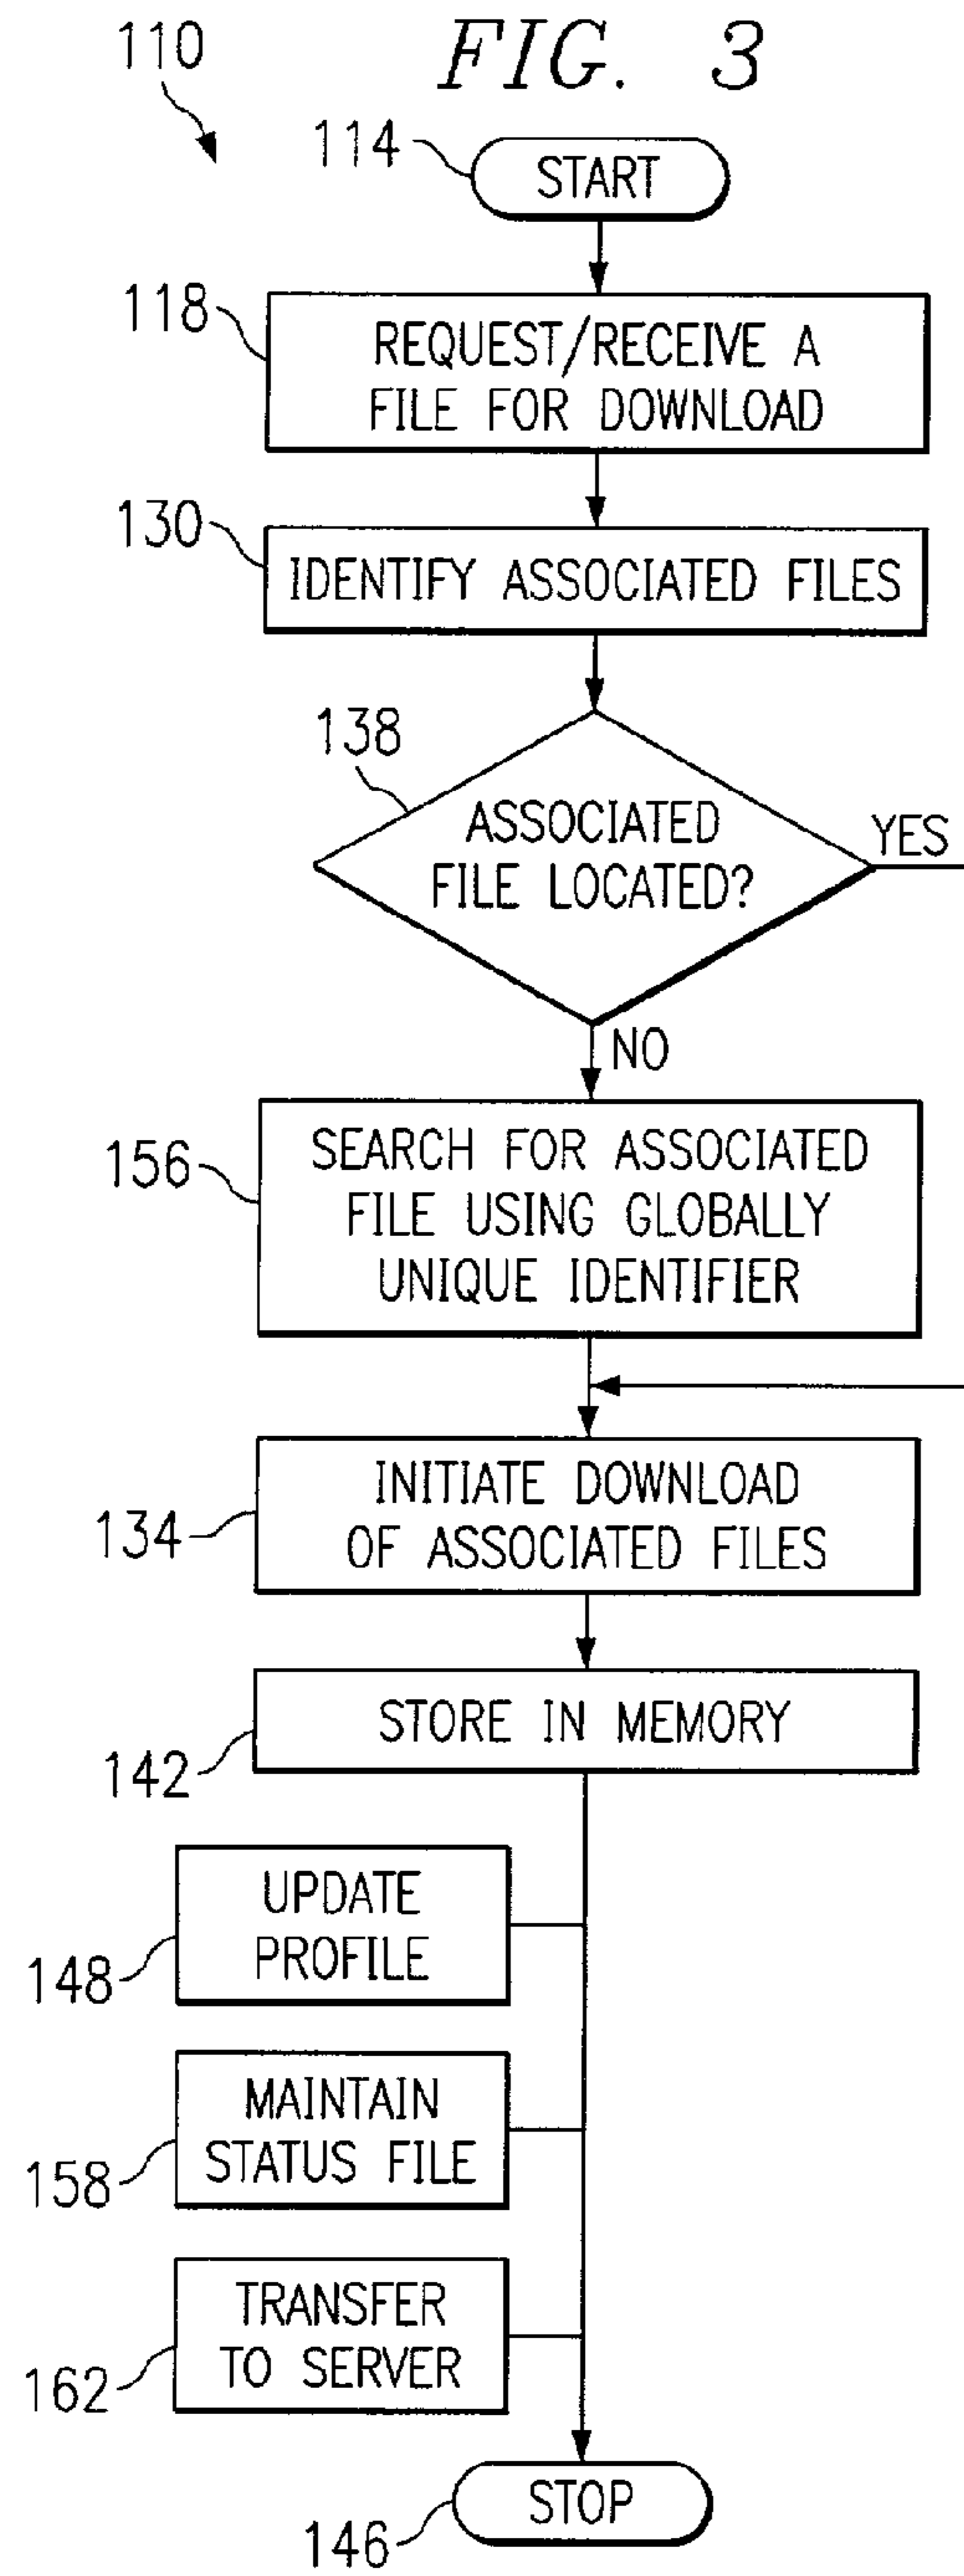 110
FIG. 3
114
START
118
REQUEST/RECEIVE A
FILE FOR DOWNLOAD
130
IDENTIFY ASSOCIATED FILES
138
ASSOCIATED
FILE LOCATED?
YES
NO
156
SEARCH FOR ASSOCIATED
FILE USING GLOBALLY
UNIQUE IDENTIFIER
134
INITIATE DOWNLOAD
OF ASSOCIATED FILES
142
STORE IN MEMORY
148
UPDATE
PROFILE
158
MAINTAIN
STATUS FILE
162
TRANSFER
TO SERVER
146
STOP